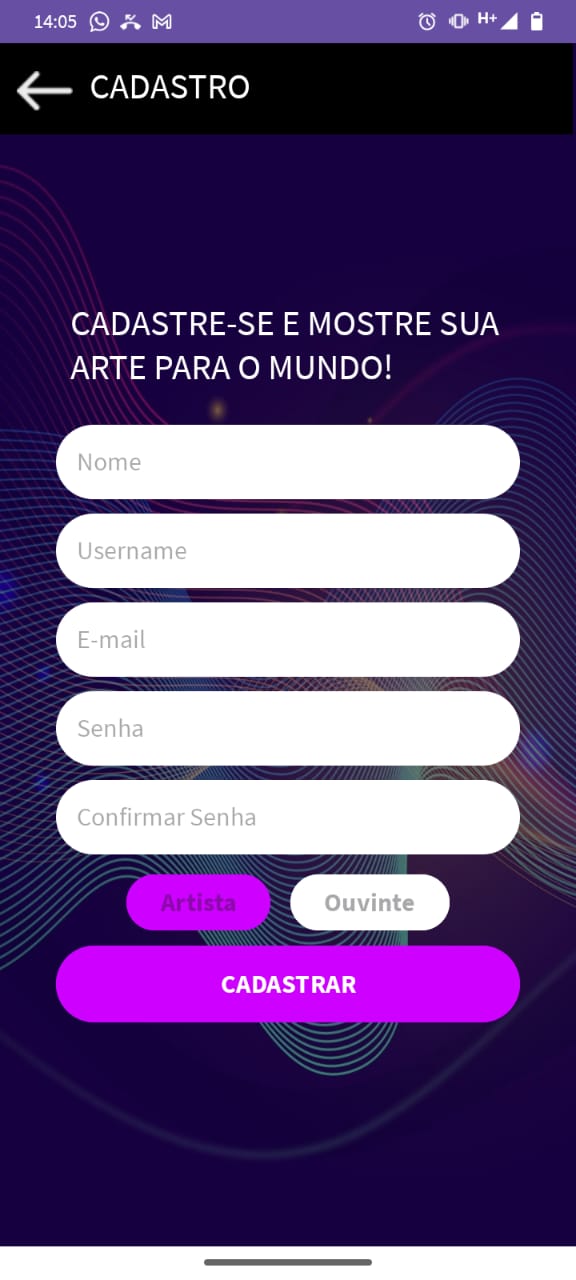 14:05 H+
CADASTRO
CADASTRE-SE E MOSTRE SUA
ARTE PARA O MUNDO!
Nome
Username
E-mail
Senha
Confirmar Senha
Artista Ouvinte
CADASTRAR